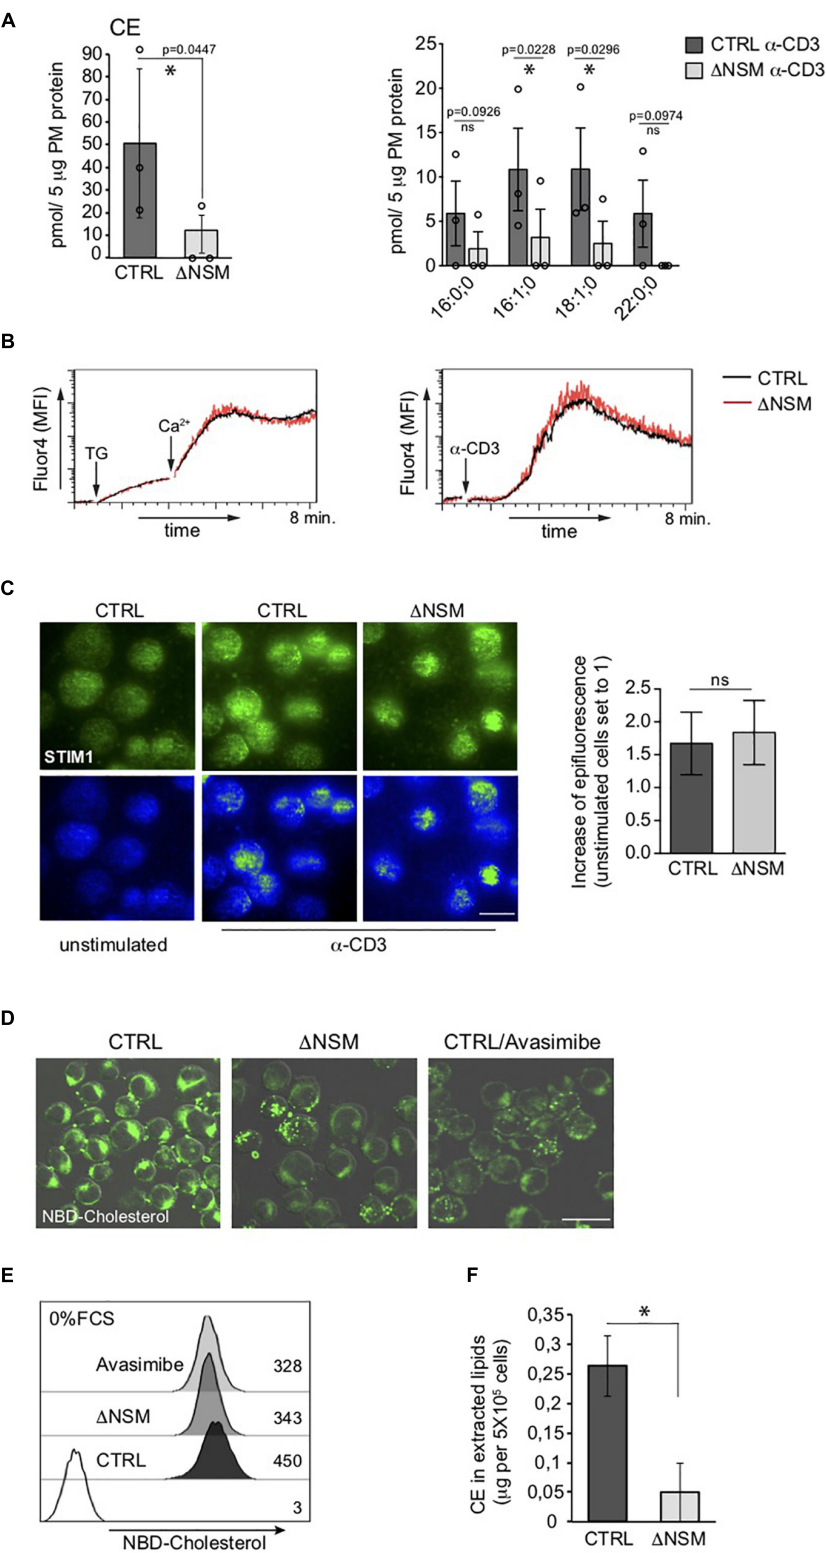 A
CE
p=0.0447
*
pmol/ 5 µg PM protein
90
80
70
60
50
40
30
20
10
0
CTRL ΔNSM
pmol/ 5 µg PM protein
25
20
15
10
5
0
p=0.0926
ns
p=0.0228
*
p=0.0296
*
p=0.0974
ns
16:0;0
16:1;0
18:1;0
22:0;0
CTRL α-CD3
ΔNSM α-CD3
B
Fluor4 (MFI)
TG
Ca²⁺
time
8 min.
Fluor4 (MFI)
α-CD3
time
8 min.
CTRL
ΔNSM
C
CTRL
CTRL
ΔNSM
STIM1
unstimulated
α-CD3
Increase of epifluorescence
(unstimulated cells set to 1)
2.5
2.0
1.5
1.0
0.5
0.0
ns
CTRL ΔNSM
D
CTRL
ΔNSM
CTRL/Avasimibe
NBD-Cholesterol
E
0%FCS
Avasimibe 328
ΔNSM 343
CTRL 450
3
NBD-Cholesterol
F
CE in extracted lipids
(µg per 5X10⁵ cells)
0,35
0,3
0,25
0,2
0,15
0,1
0,05
0
*
CTRL ΔNSM